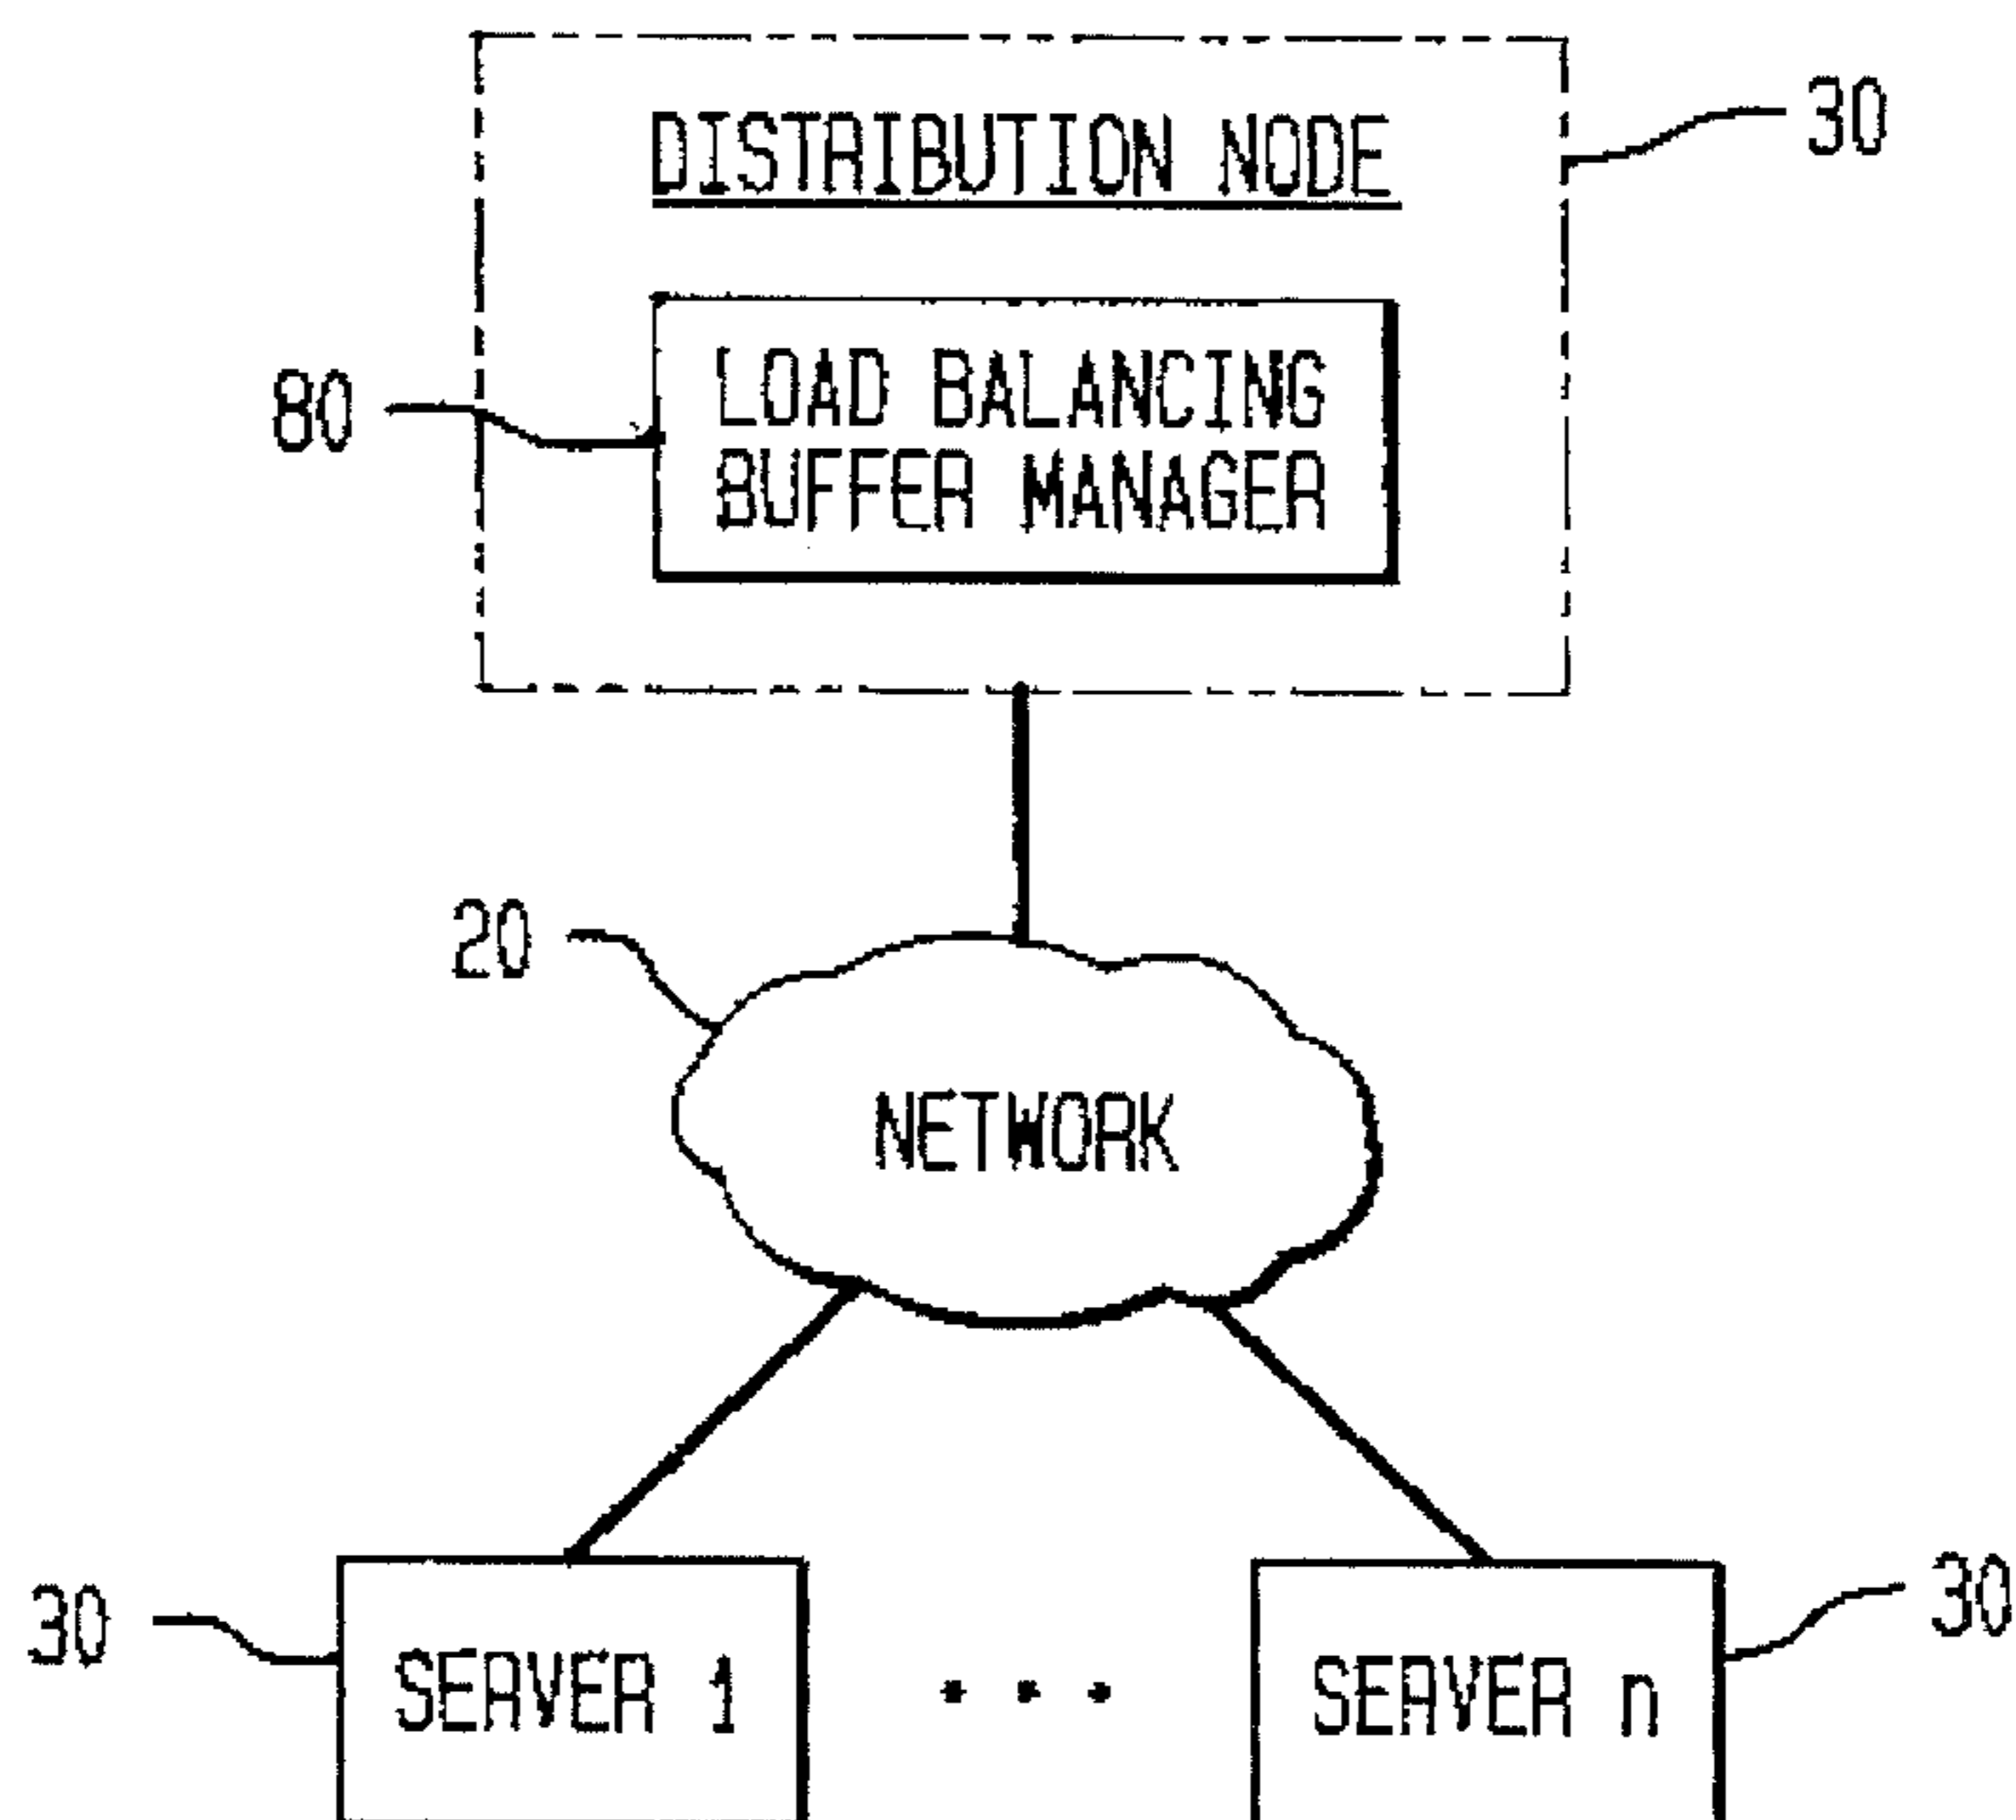 DISTRIBUTION NODE
30
LOAD BALANCING
BUFFER MANAGER
80
20
NETWORK
30
SERVER 1
SERVER n
30